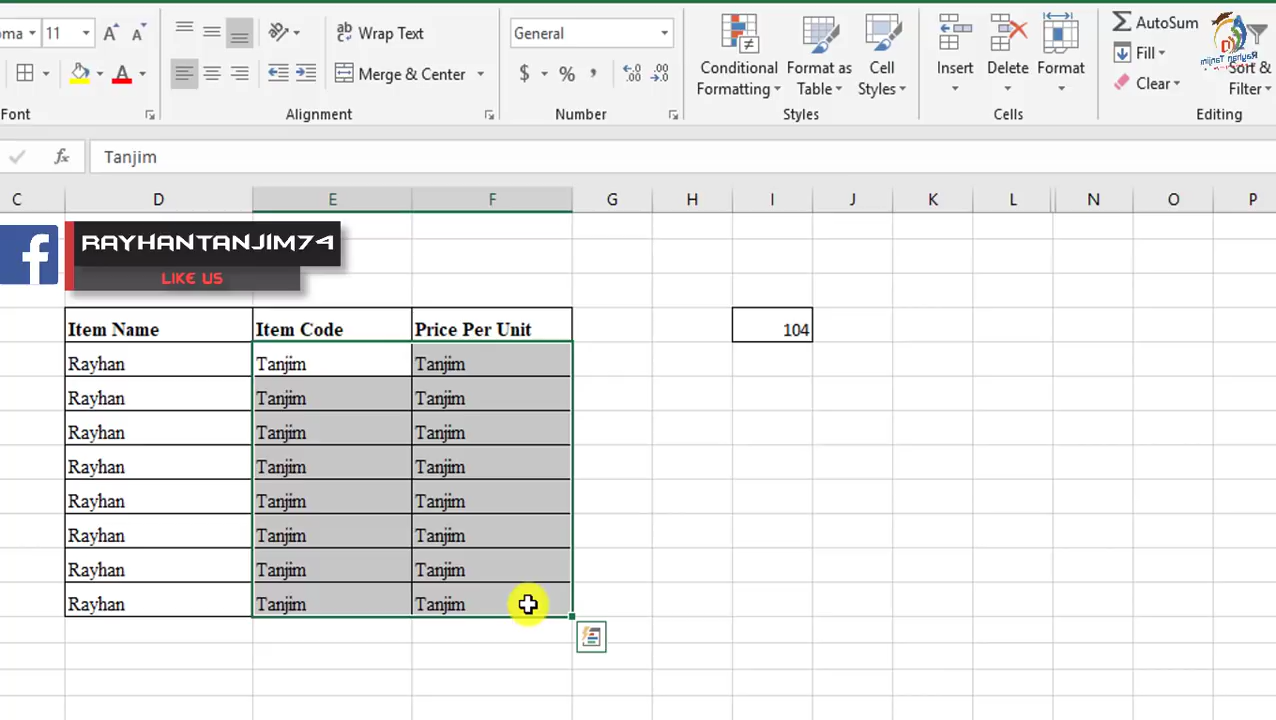 oma 11 Wrap Text General AutoSum
Fill
Merge & Center $ % , Conditional Formatting Format as Table Cell Styles Insert Delete Format Clear Sort & Filter
Font Alignment Number Styles Cells Editing
fx Tanjim
C D E F G H I J K L N O P
f RAYHANTANJIM74
LIKE US
Item Name Item Code Price Per Unit 104
Rayhan Tanjim Tanjim
Rayhan Tanjim Tanjim
Rayhan Tanjim Tanjim
Rayhan Tanjim Tanjim
Rayhan Tanjim Tanjim
Rayhan Tanjim Tanjim
Rayhan Tanjim Tanjim
Rayhan Tanjim Tanjim